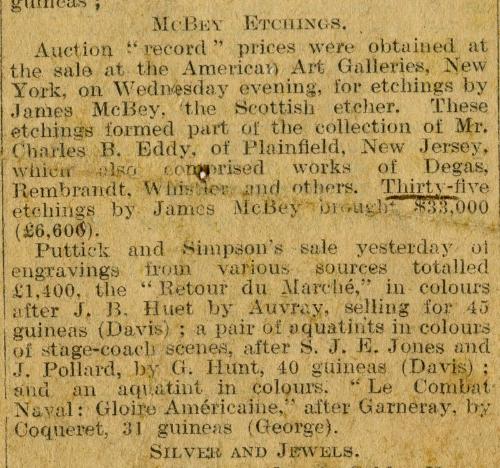 guineas ;
McBey Etchings.
Auction "record" prices were obtained at
the sale at the American Art Galleries, New
York, on Wednesday evening, for etchings by
James McBey, the Scottish etcher. These
etchings formed part of the collection of Mr.
Charles B. Eddy, of Plainfield, New Jersey,
which also comprised works of Degas,
Rembrandt, Whistler and others. Thirty-five
etchings by James McBey brought $33,000
(£6,600).
Puttick and Simpson's sale yesterday of
engravings from various sources totalled
£1,400, the "Retour du Marché," in colours
after J. B. Huet by Auvray, selling for 45
guineas (Davis) ; a pair of aquatints in colours
of stage-coach scenes, after S. J. E. Jones and
J. Pollard, by G. Hunt, 40 guineas (Davis) ;
and an aquatint in colours. "Le Combat
Naval: Gloire Américaine," after Garneray, by
Coqueret, 31 guineas (George).
Silver and Jewels.